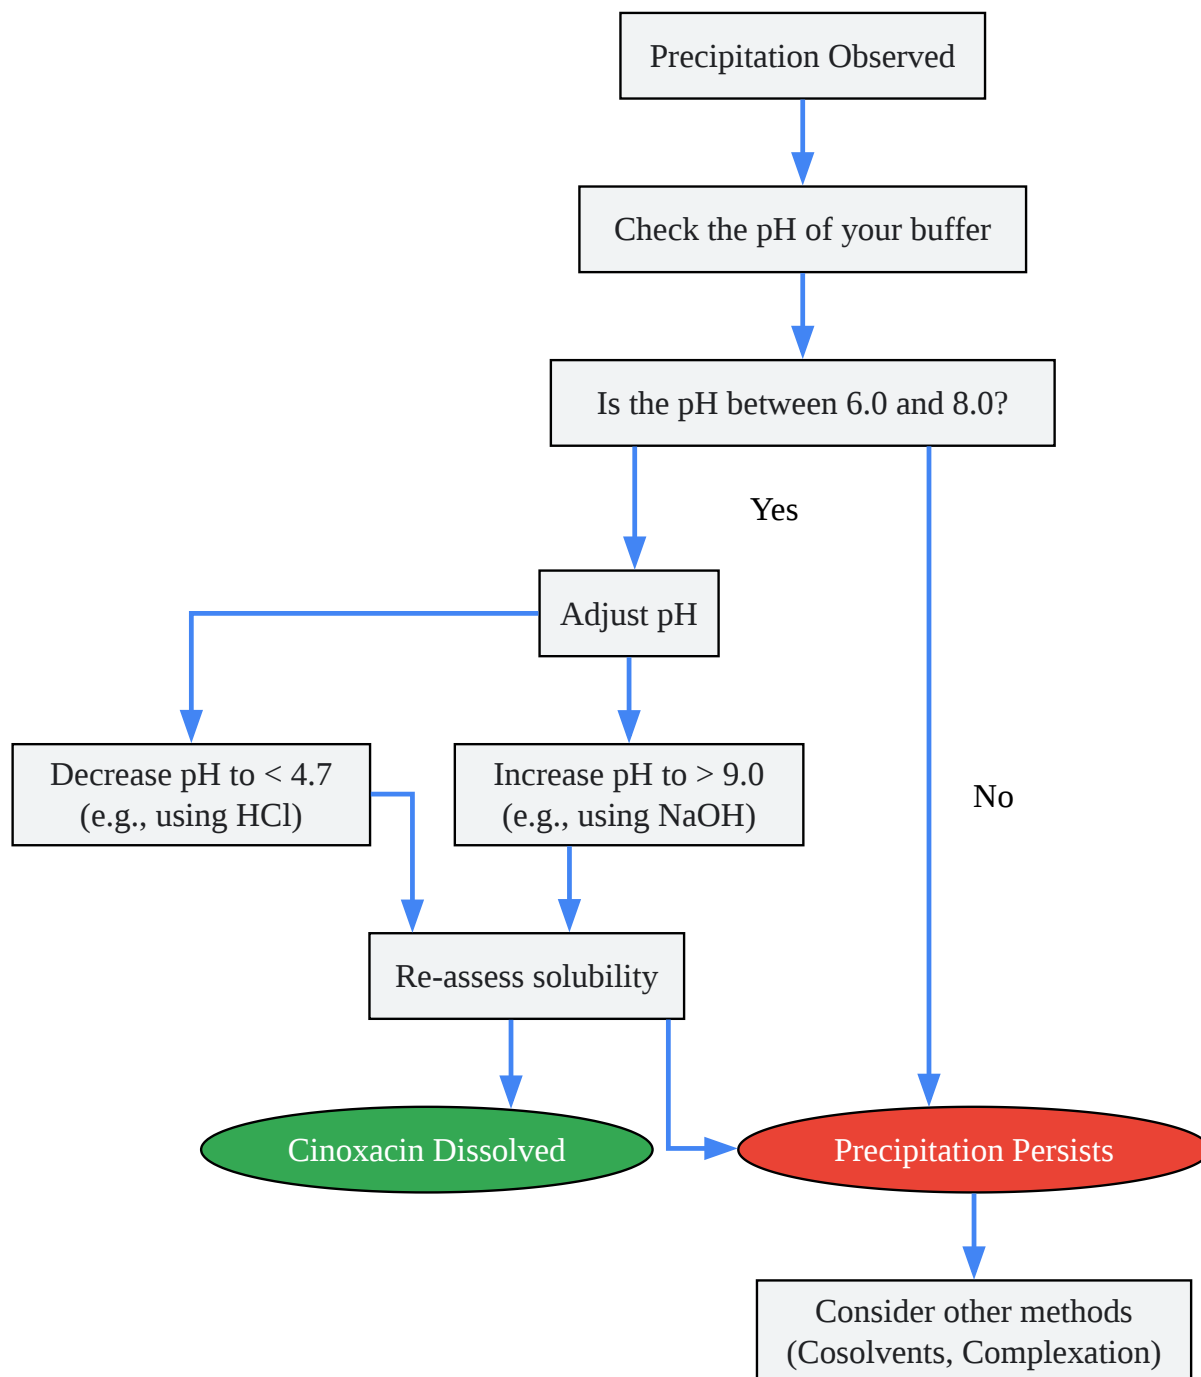 Precipitation Observed
Check the pH of your buffer
Is the pH between 6.0 and 8.0?
Yes
Adjust pH
Decrease pH to < 4.7
(e.g., using HCl)
Increase pH to > 9.0
(e.g., using NaOH)
No
Re-assess solubility
Cinoxacin Dissolved
Precipitation Persists
Consider other methods
(Cosolvents, Complexation)